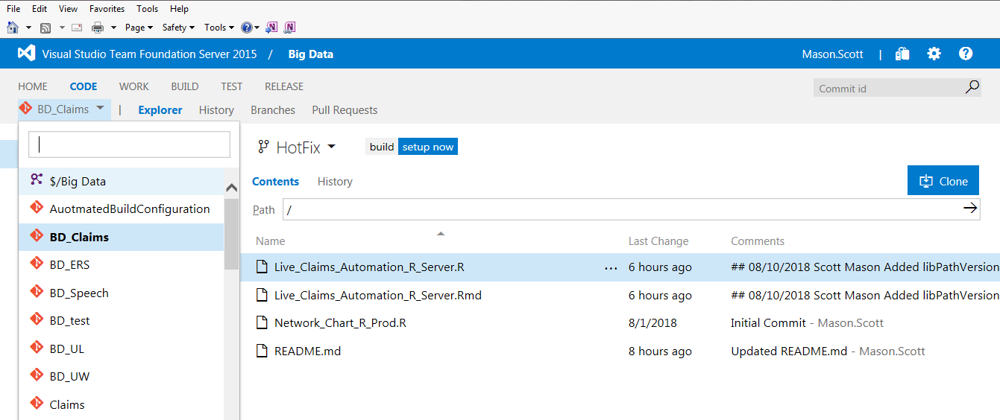 File Edit View Favorites Tools Help
Page Safety Tools
Visual Studio Team Foundation Server 2015 / Big Data Mason.Scott |
HOME CODE WORK BUILD TEST RELEASE Commit id
BD_Claims | Explorer History Branches Pull Requests
HotFix build setup now
$/Big Data
Contents History Clone
AuotmatedBuildConfiguration
Path /
BD_Claims
Name Last Change Comments
BD_ERS
Live_Claims_Automation_R_Server.R ... 6 hours ago ## 08/10/2018 Scott Mason Added libPathVersion
BD_Speech
Live_Claims_Automation_R_Server.Rmd 6 hours ago ## 08/10/2018 Scott Mason Added libPathVersion
BD_test
Network_Chart_R_Prod.R 8/1/2018 Initial Commit - Mason.Scott
BD_UL
README.md 8 hours ago Updated README.md - Mason.Scott
BD_UW
Claims